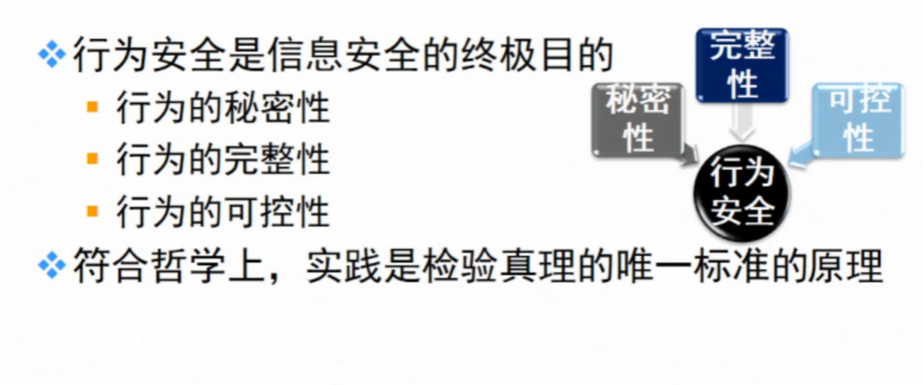 行为安全是信息安全的终极目的
行为的秘密性
行为的完整性
行为的可控性
符合哲学上，实践是检验真理的唯一标准的原理
完整
性
秘密
性
可控
性
行为
安全